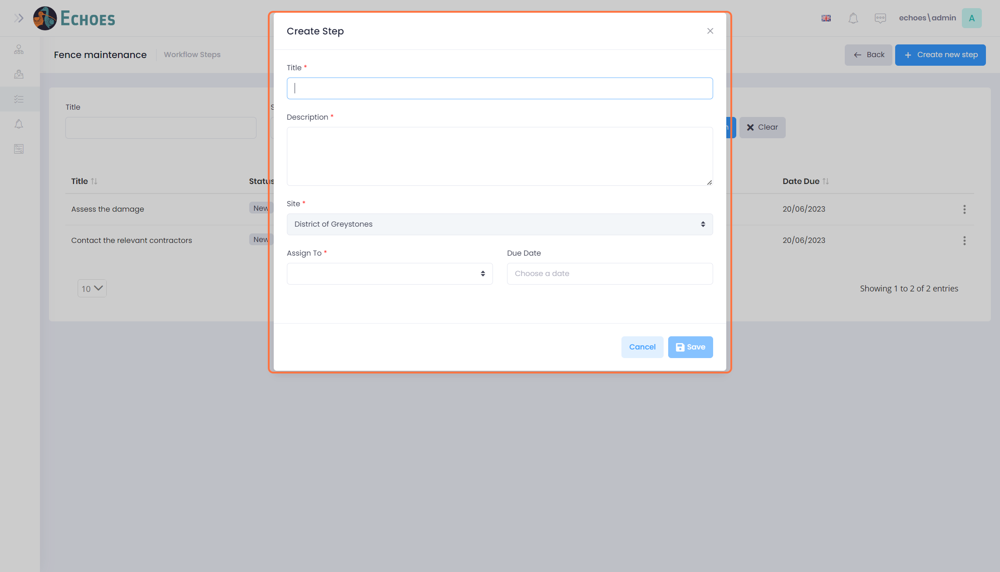 ECHOES
echoes\admin
A
Fence maintenance
Workflow Steps
Back
Create new step
Title
Clear
Title
Status
Date Due
Assess the damage
New
20/06/2023
Contact the relevant contractors
New
20/06/2023
10
Showing 1 to 2 of 2 entries
Create Step
Title *
Description *
Site *
District of Greystones
Assign To *
Due Date
Choose a date
Cancel
Save